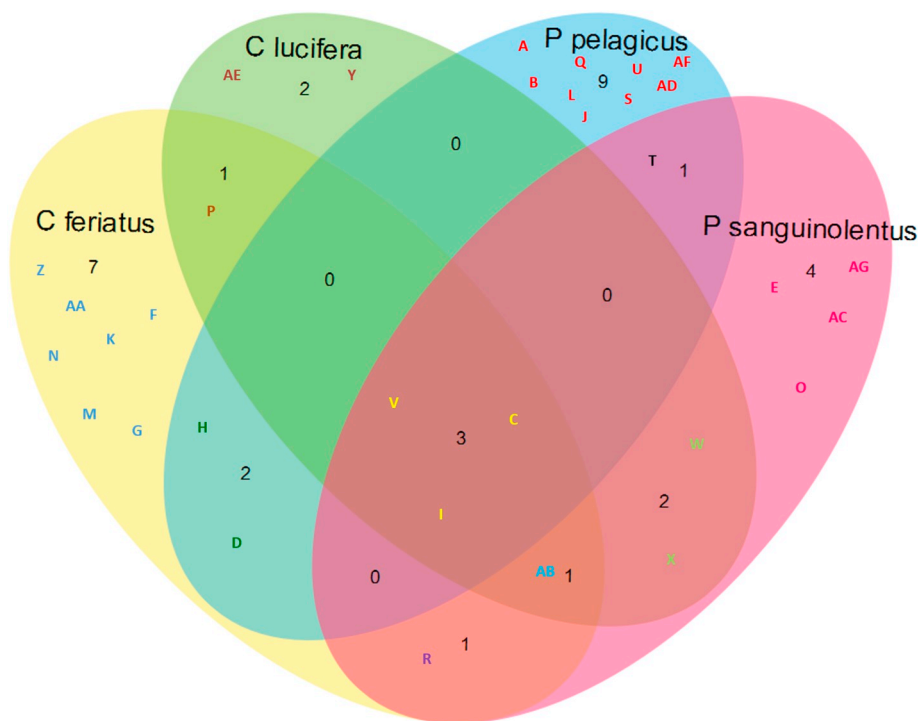 C lucifera
P pelagicus
AE
2
Y
A
Q
U
AF
B
9
AD
L
S
J
0
1
T
1
P
C feriatus
P sanguinolentus
Z
7
0
0
E
4
AG
AA
F
AC
N
K
O
M
G
H
V
C
W
3
2
2
I
D
X
0
AB
1
R
1